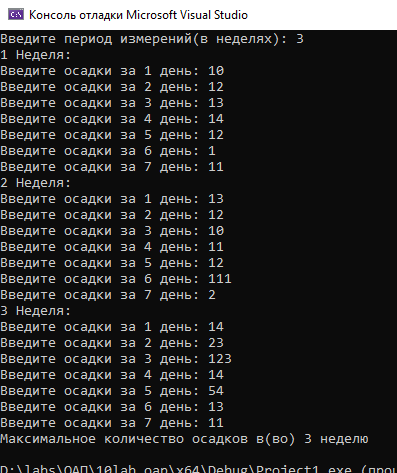 Консоль отладки Microsoft Visual Studio
Введите период измерений(в неделях): 3
1 Неделя:
Введите осадки за 1 день: 10
Введите осадки за 2 день: 12
Введите осадки за 3 день: 13
Введите осадки за 4 день: 14
Введите осадки за 5 день: 12
Введите осадки за 6 день: 1
Введите осадки за 7 день: 11
2 Неделя:
Введите осадки за 1 день: 13
Введите осадки за 2 день: 12
Введите осадки за 3 день: 10
Введите осадки за 4 день: 11
Введите осадки за 5 день: 12
Введите осадки за 6 день: 111
Введите осадки за 7 день: 2
3 Неделя:
Введите осадки за 1 день: 14
Введите осадки за 2 день: 23
Введите осадки за 3 день: 123
Введите осадки за 4 день: 14
Введите осадки за 5 день: 54
Введите осадки за 6 день: 13
Введите осадки за 7 день: 11
Максимальное количество осадков в(во) 3 неделю
D:\labs\ОАП\10lab_oap\x64\Debug\Project1.exe